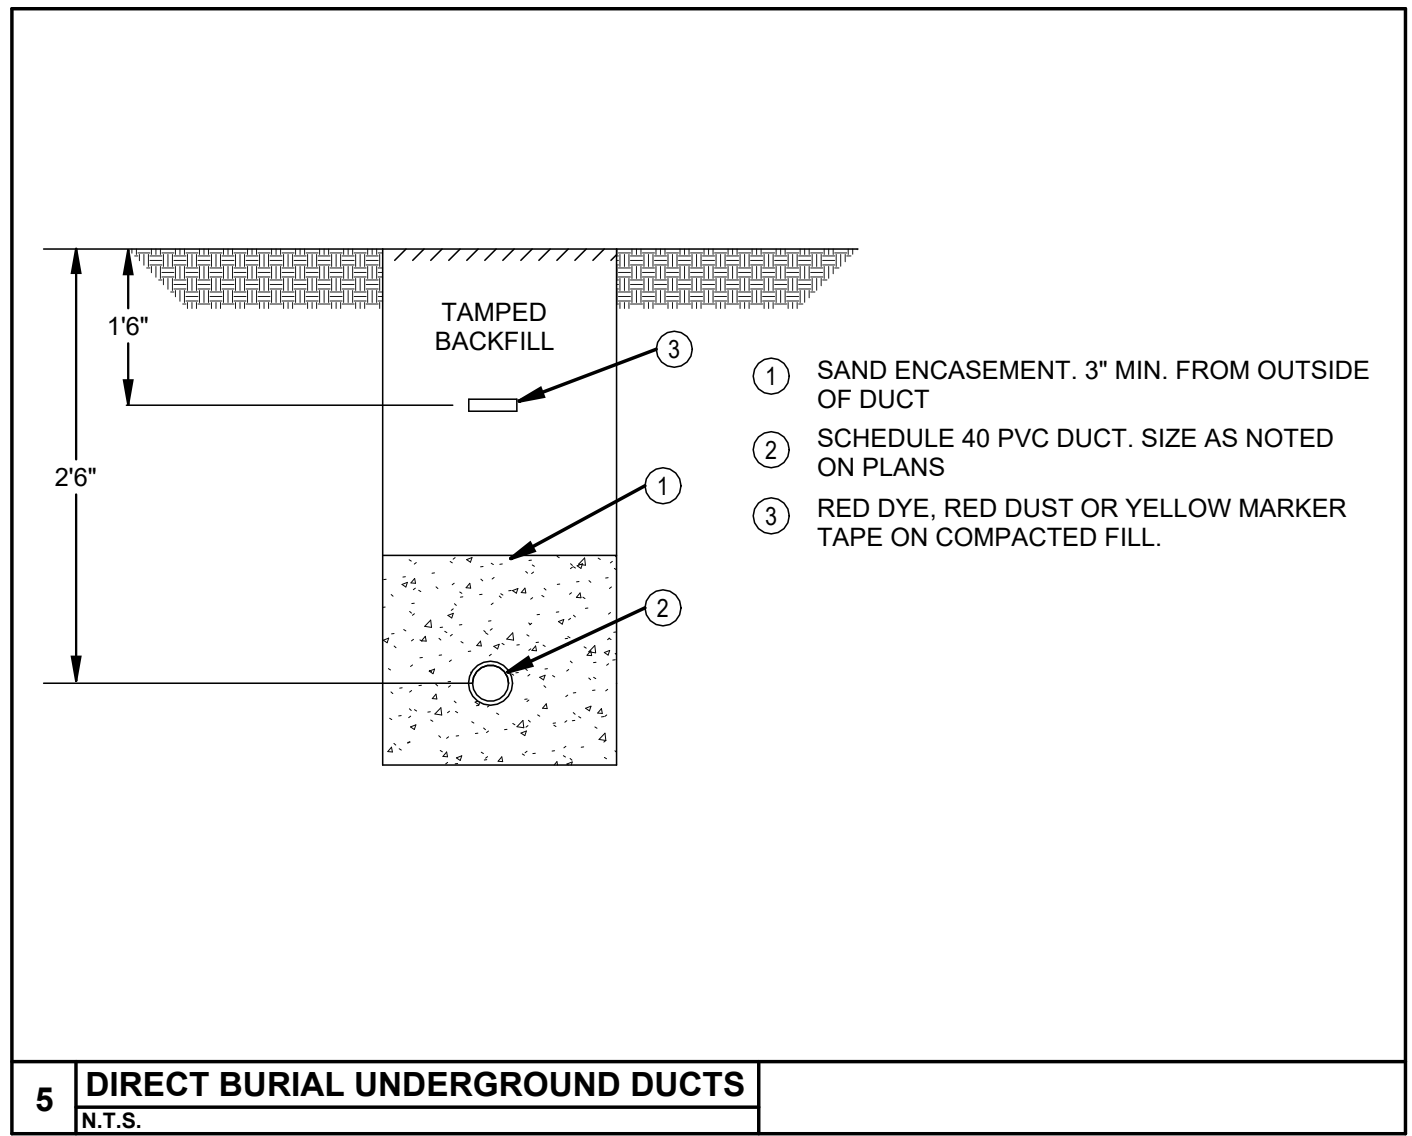 1'6"
2'6"
TAMPED
BACKFILL
3
1
2
1 SAND ENCASEMENT. 3" MIN. FROM OUTSIDE
OF DUCT
2 SCHEDULE 40 PVC DUCT. SIZE AS NOTED
ON PLANS
3 RED DYE, RED DUST OR YELLOW MARKER
TAPE ON COMPACTED FILL.
5 DIRECT BURIAL UNDERGROUND DUCTS
N.T.S.